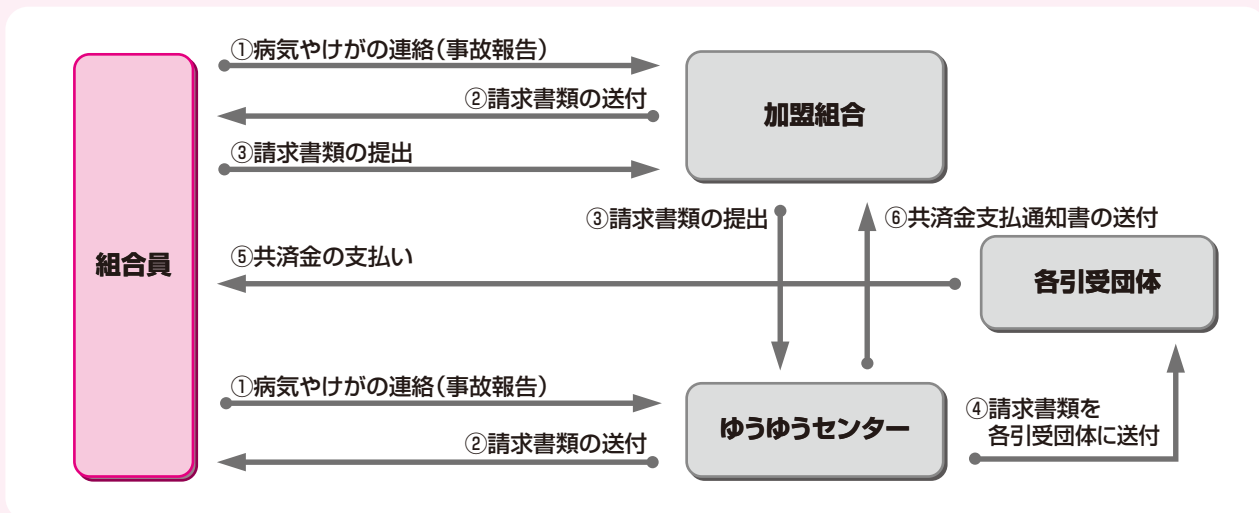 ①病気やけがの連絡(事故報告)
②請求書類の送付
加盟組合
③請求書類の提出
③請求書類の提出
⑥共済金支払通知書の送付
組合員
⑤共済金の支払い
各引受団体
①病気やけがの連絡(事故報告)
ゆうゆうセンター
④請求書類を
各引受団体に送付
②請求書類の送付